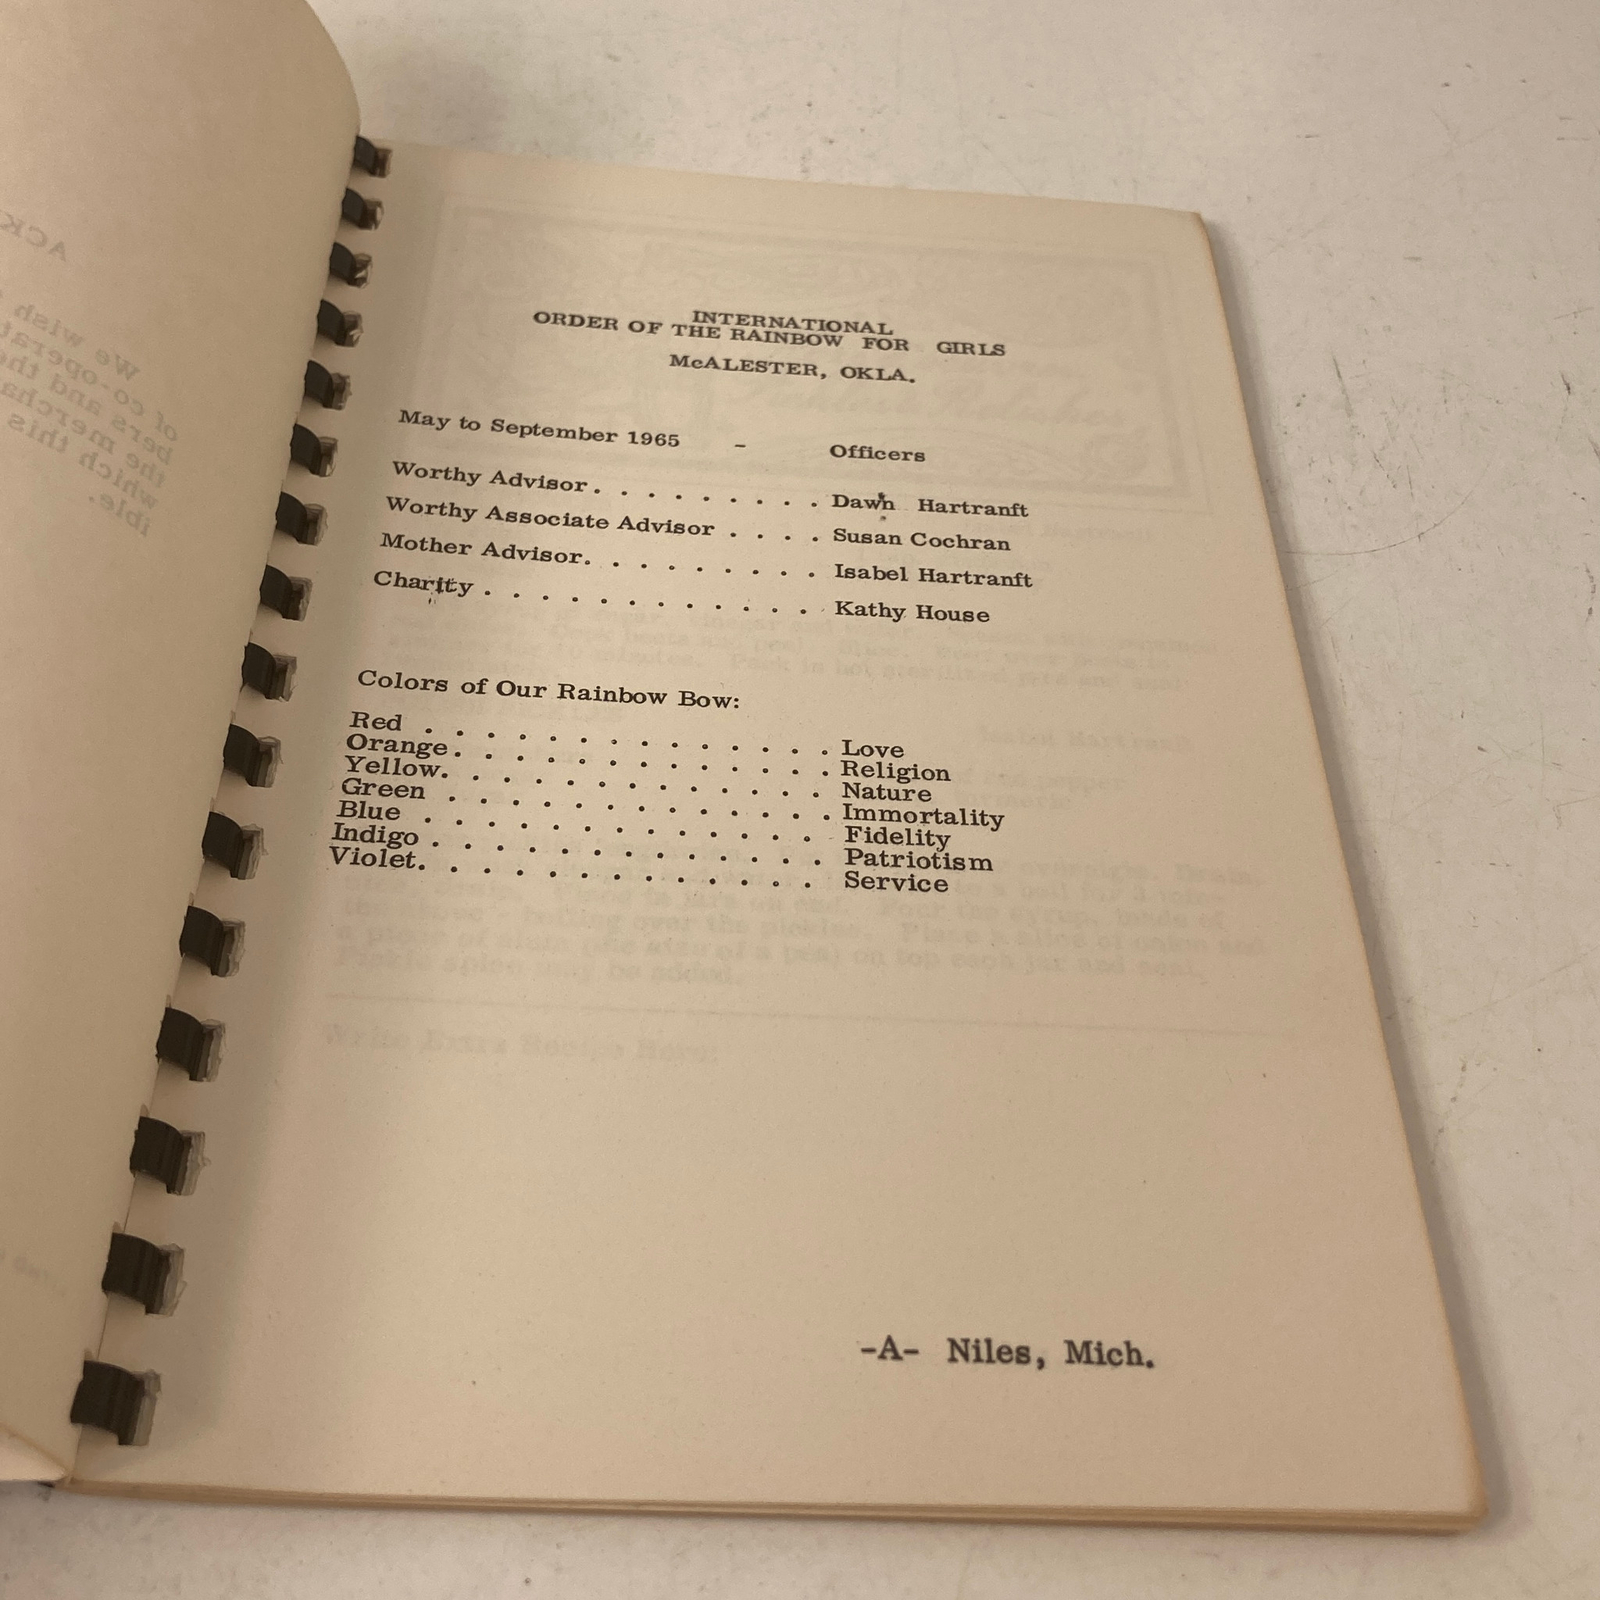 INTERNATIONAL
ORDER OF THE RAINBOW FOR GIRLS
McALESTER, OKLA.
May to September 1965 - Officers
Worthy Advisor. . . . . . . . . Dawn Hartranft
Worthy Associate Advisor . . . . Susan Cochran
Mother Advisor. . . . . . . . . Isabel Hartranft
Charity . . . . . . . . . . . . Kathy House
Colors of Our Rainbow Bow:
Red . . . . . . . . . . . . . . Love
Orange. . . . . . . . . . . . . Religion
Yellow. . . . . . . . . . . . . Nature
Green . . . . . . . . . . . . . Immortality
Blue . . . . . . . . . . . . . Fidelity
Indigo . . . . . . . . . . . . . Patriotism
Violet. . . . . . . . . . . . . Service
-A- Niles, Mich.